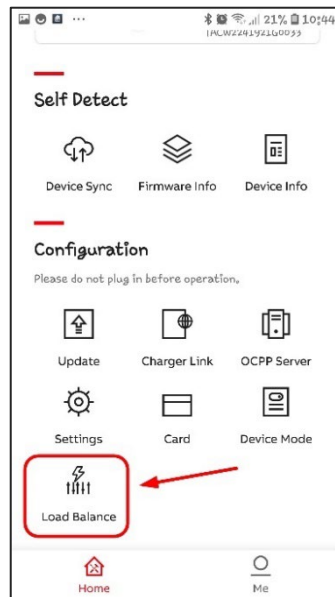 21% 10:44
TACW2241921G0033
Self Detect
Device Sync Firmware Info Device Info
Configuration
Please do not plug in before operation.
Update Charger Link OCPP Server
Settings Card Device Mode
Load Balance
Home Me